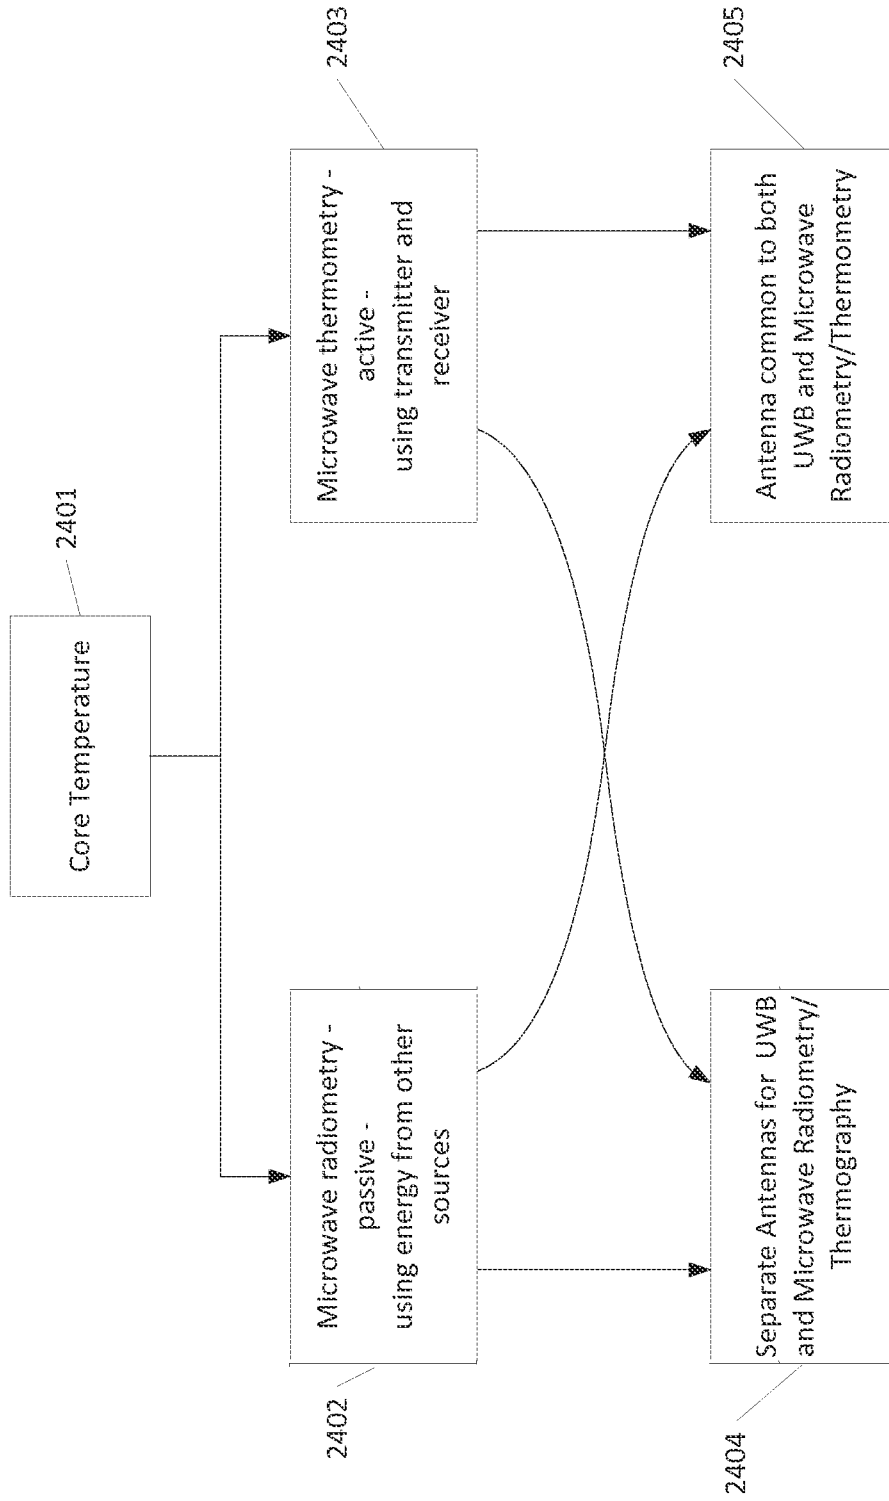 2401
Core Temperature
2402
Microwave radiometry -
passive -
using energy from other
sources
2403
Microwave thermometry -
active -
using transmitter and
receiver
2404
Separate Antennas for UWB
and Microwave Radiometry/
Thermography
2405
Antenna common to both
UWB and Microwave
Radiometry/Thermometry